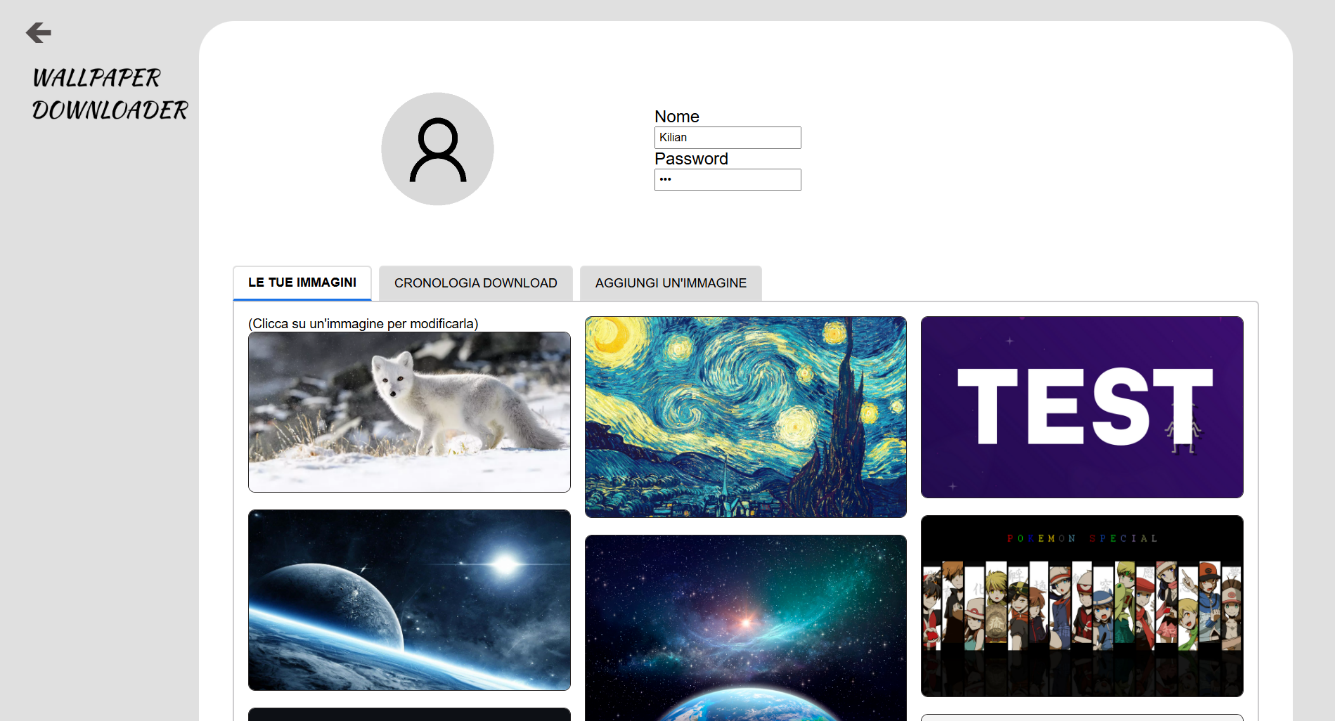 WALLPAPER
DOWNLOADER
Nome
Kilian
Password
•••
LE TUE IMMAGINI
CRONOLOGIA DOWNLOAD
AGGIUNGI UN'IMMAGINE
(Clicca su un'immagine per modificarla)
TEST
POKEMON SPECIAL